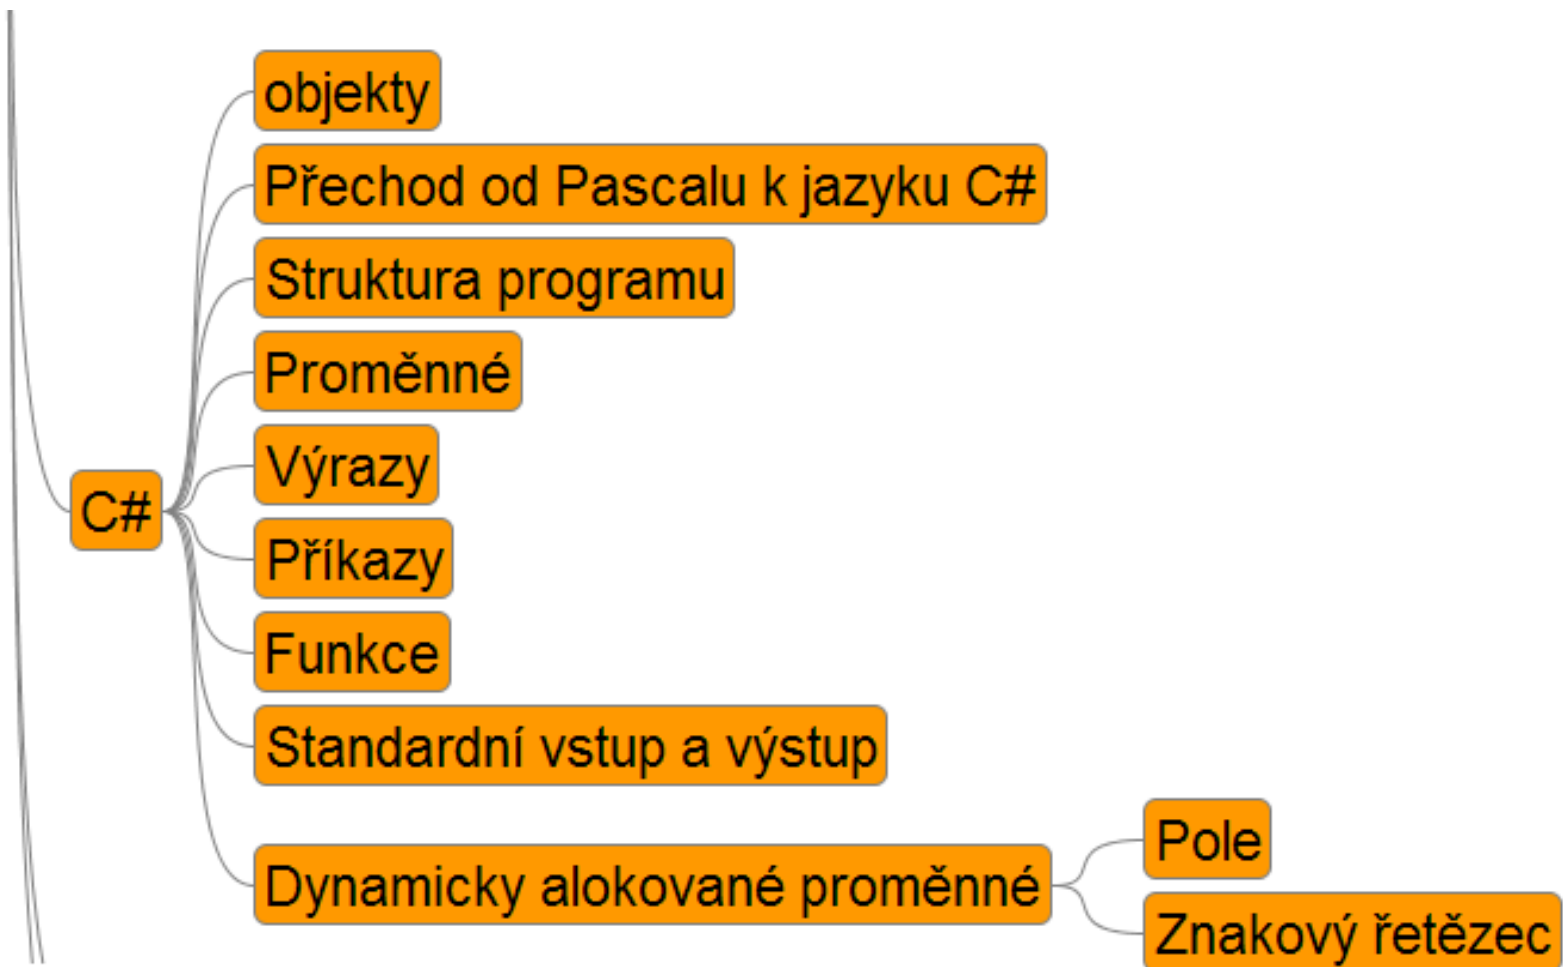 objekty
Přechod od Pascalu k jazyku C#
Struktura programu
Proměnné
Výrazy
C#
Příkazy
Funkce
Standardní vstup a výstup
Pole
Dynamicky alokované proměnné
Znakový řetězec